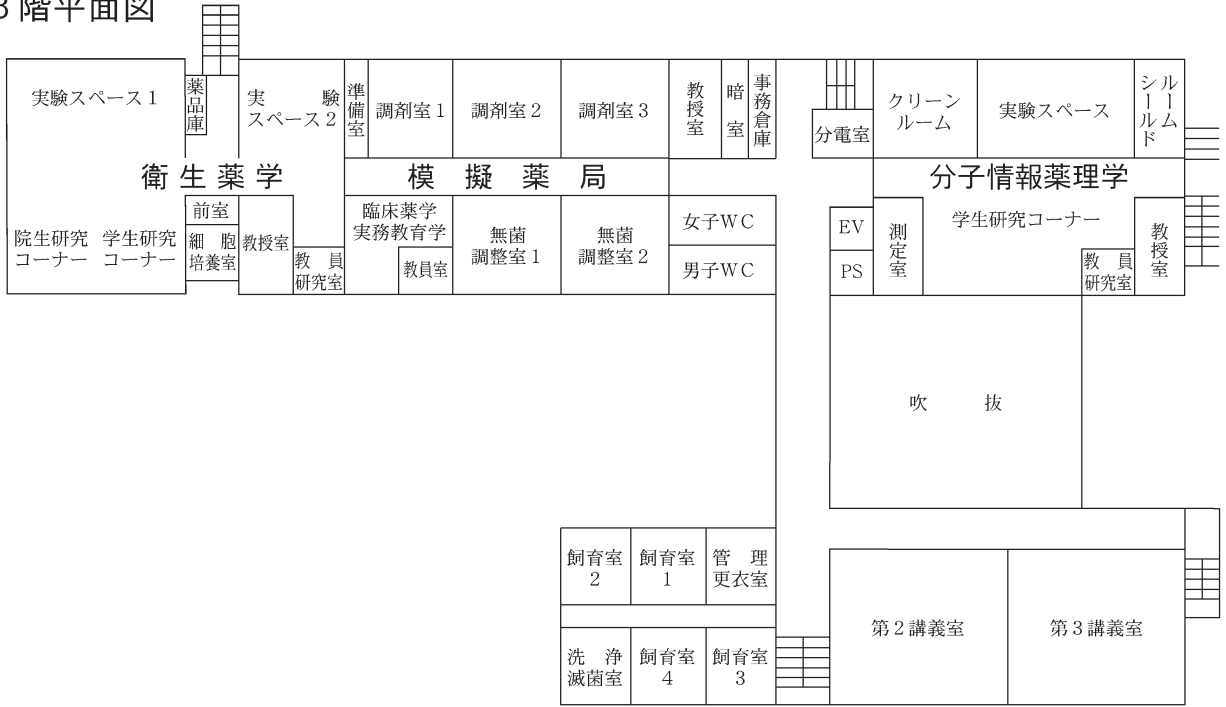 3階平面図
実験スペース1
薬品庫
実験
スペース2
準備室
調剤室1
調剤室2
調剤室3
教授室
暗室
事務倉庫
分電室
クリーン
ルーム
実験スペース
ルーム
シールド
衛生薬学
模擬薬局
分子情報薬理学
前室
細胞
培養室
院生研究
コーナー
学生研究
コーナー
教授室
教員
研究室
臨床薬学
実務教育学
教員室
無菌
調整室1
無菌
調整室2
女子WC
男子WC
EV
PS
測定室
学生研究コーナー
教員
研究室
教授室
吹抜
飼育室
2
飼育室
1
管理
更衣室
洗浄
滅菌室
飼育室
4
飼育室
3
第2講義室
第3講義室